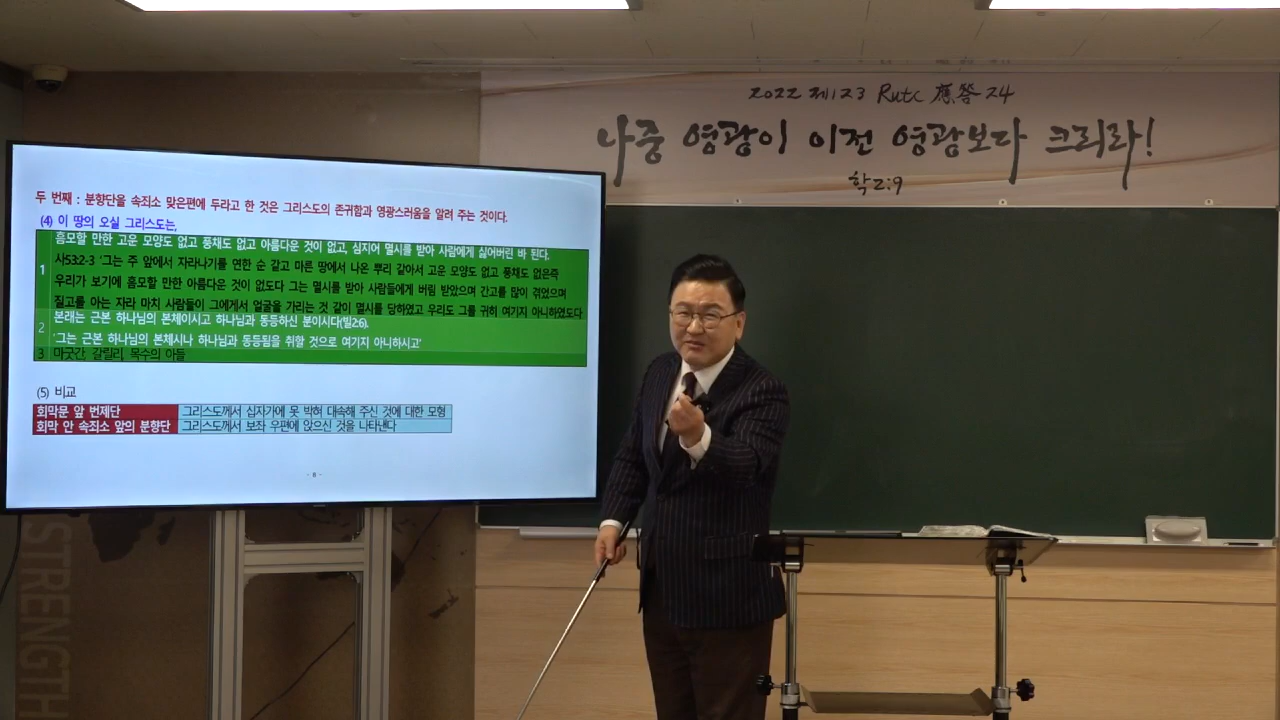 2022 제123 Rutc 應答 24
나중 영광이 이전 영광보다 크리라!
학2:9
두 번째 : 분향단을 속죄소 맞은편에 두라고 한 것은 그리스도의 존귀함과 영광스러움을 알려 주는 것이다.
(4) 이 땅의 오실 그리스도는,
흠모할 만한 고운 모양도 없고 풍채도 없고 아름다운 것이 없고, 심지어 멸시를 받아 사람에게 싫어버린 바 된다.
1 사53:2-3 '그는 주 앞에서 자라나기를 연한 순 같고 마른 땅에서 나온 뿌리 같아서 고운 모양도 없고 풍채도 없은즉
우리가 보기에 흠모할 만한 아름다운 것이 없도다 그는 멸시를 받아 사람들에게 버림 받았으며 간고를 많이 겪었으며
질고를 아는 자라 마치 사람들이 그에게서 얼굴을 가리는 것 같이 멸시를 당하였고 우리도 그를 귀히 여기지 아니하였도다
2 본래는 근본 하나님의 본체이시고 하나님과 동등하신 분이시다(빌2:6).
'그는 근본 하나님의 본체시나 하나님과 동등됨을 취할 것으로 여기지 아니하시고'
3 마굿간, 갈릴리, 목수의 아들
(5) 비교
회막문 앞 번제단 그리스도께서 십자가에 못 박혀 대속해 주신 것에 대한 모형
회막 안 속죄소 앞의 분향단 그리스도께서 보좌 우편에 앉으신 것을 나타낸다
- 8 -
STRENGTH